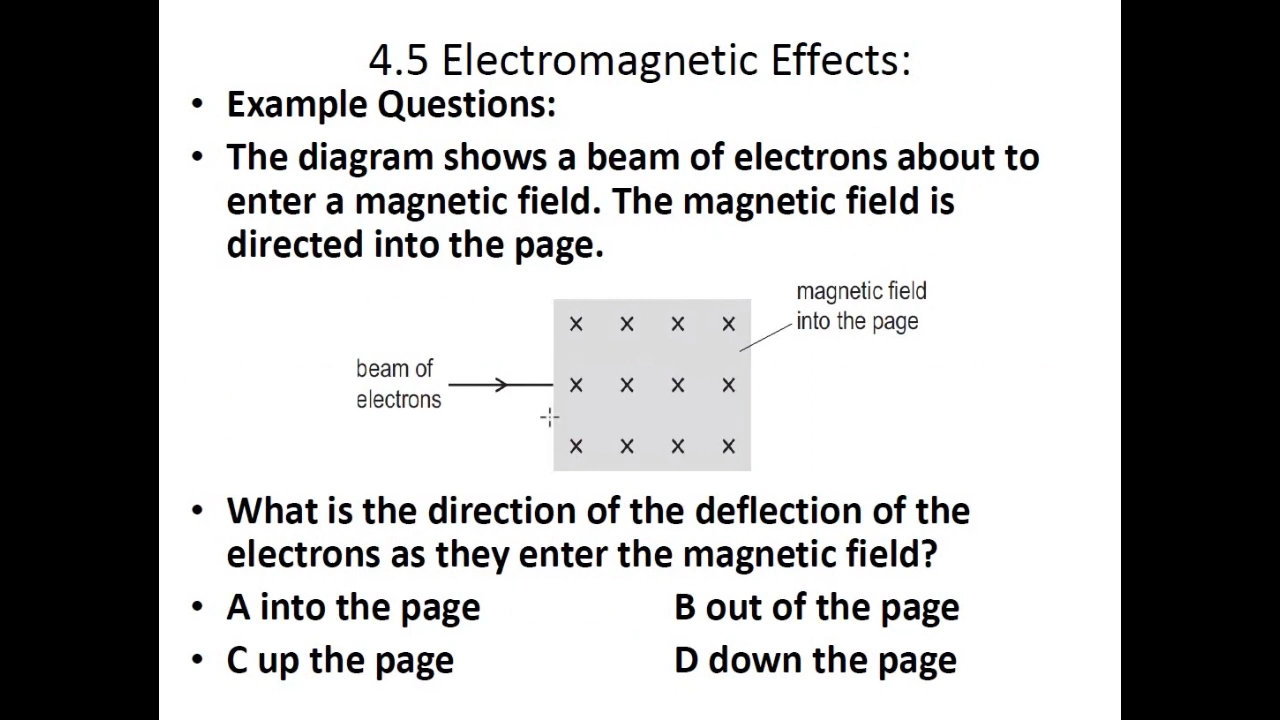 4.5 Electromagnetic Effects:
• Example Questions:
• The diagram shows a beam of electrons about to
enter a magnetic field. The magnetic field is
directed into the page.
magnetic field
into the page
beam of
electrons
x x x x
x x x x
x x x x
• What is the direction of the deflection of the
electrons as they enter the magnetic field?
• A into the page B out of the page
• C up the page D down the page